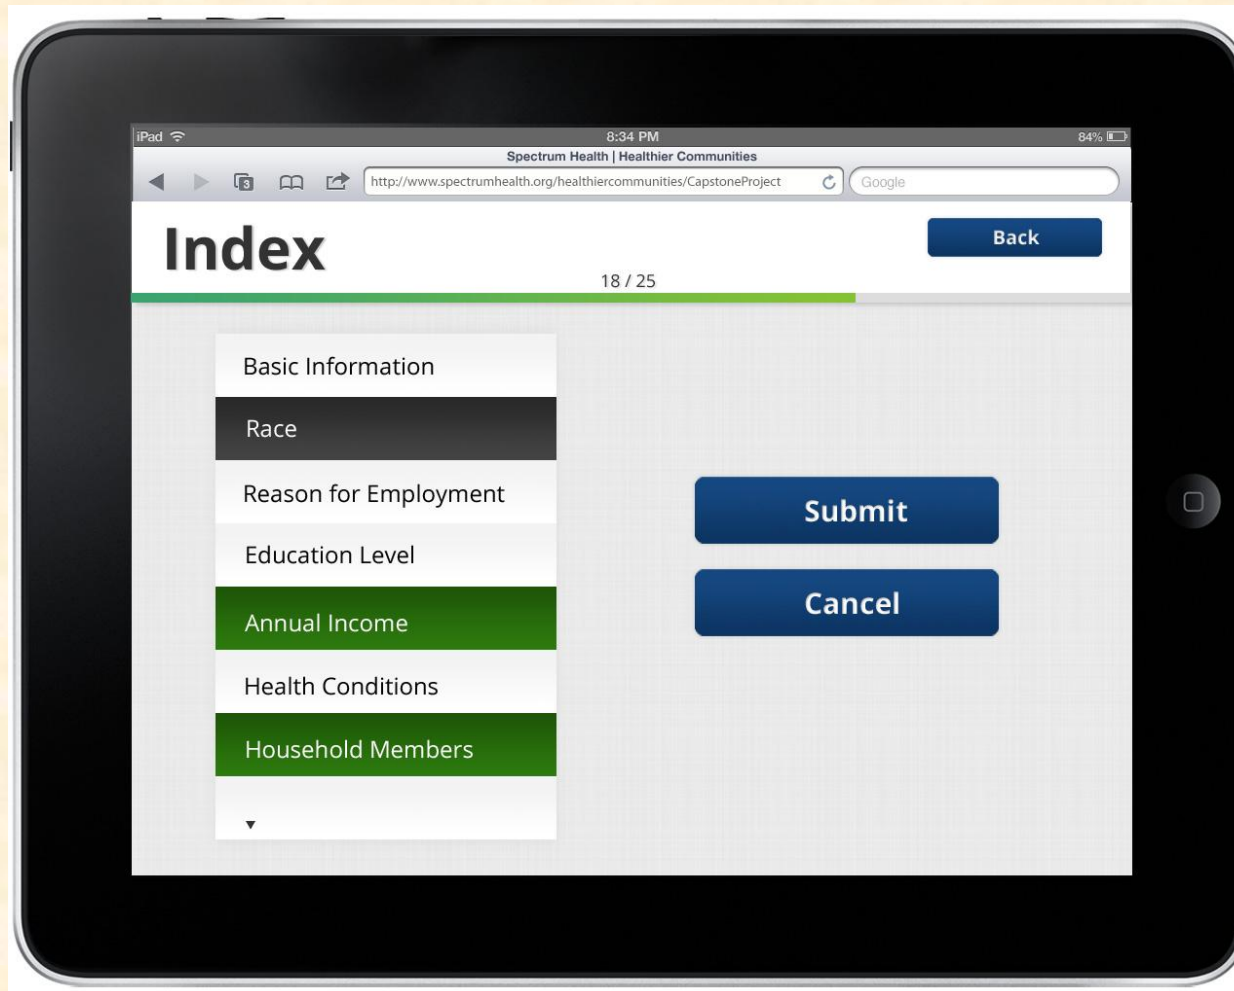 iPad 8:34 PM 84%
Spectrum Health | Healthier Communities
3 http://www.spectrumhealth.org/healthiercommunities/CapstoneProject Google
Index
Back
18 / 25
Basic Information
Race
Reason for Employment
Education Level
Annual Income
Health Conditions
Household Members
Submit
Cancel